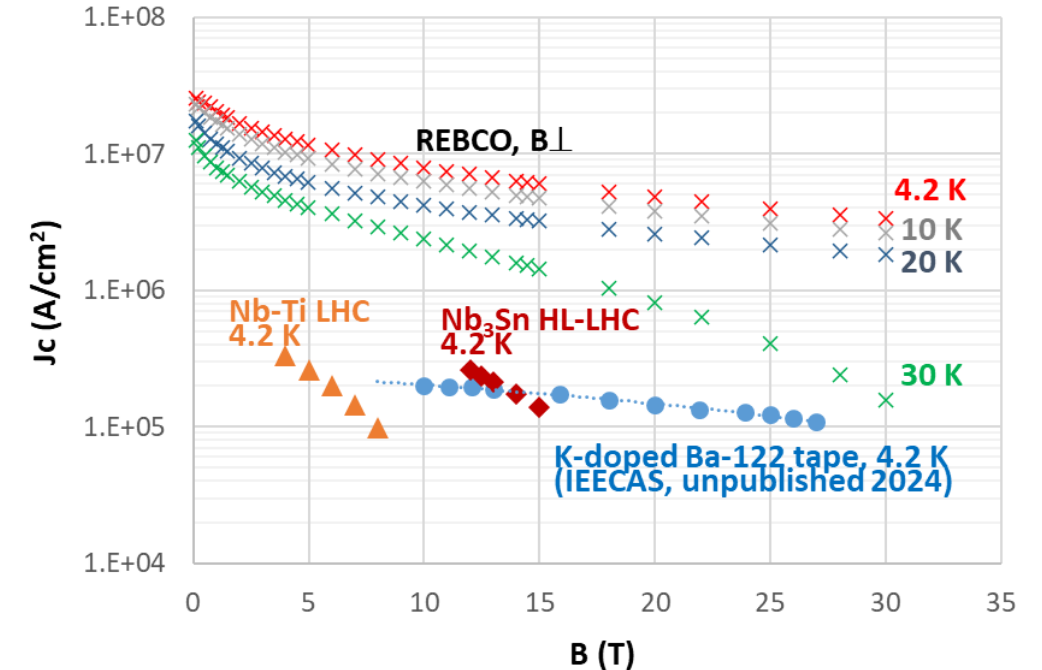 1.E+08
1.E+07
1.E+06
1.E+05
1.E+04
Jc (A/cm²)
REBCO, B⊥
4.2 K
10 K
20 K
30 K
Nb-Ti LHC
4.2 K
Nb₃Sn HL-LHC
4.2 K
K-doped Ba-122 tape, 4.2 K
(IEECAS, unpublished 2024)
0 5 10 15 20 25 30 35
B (T)